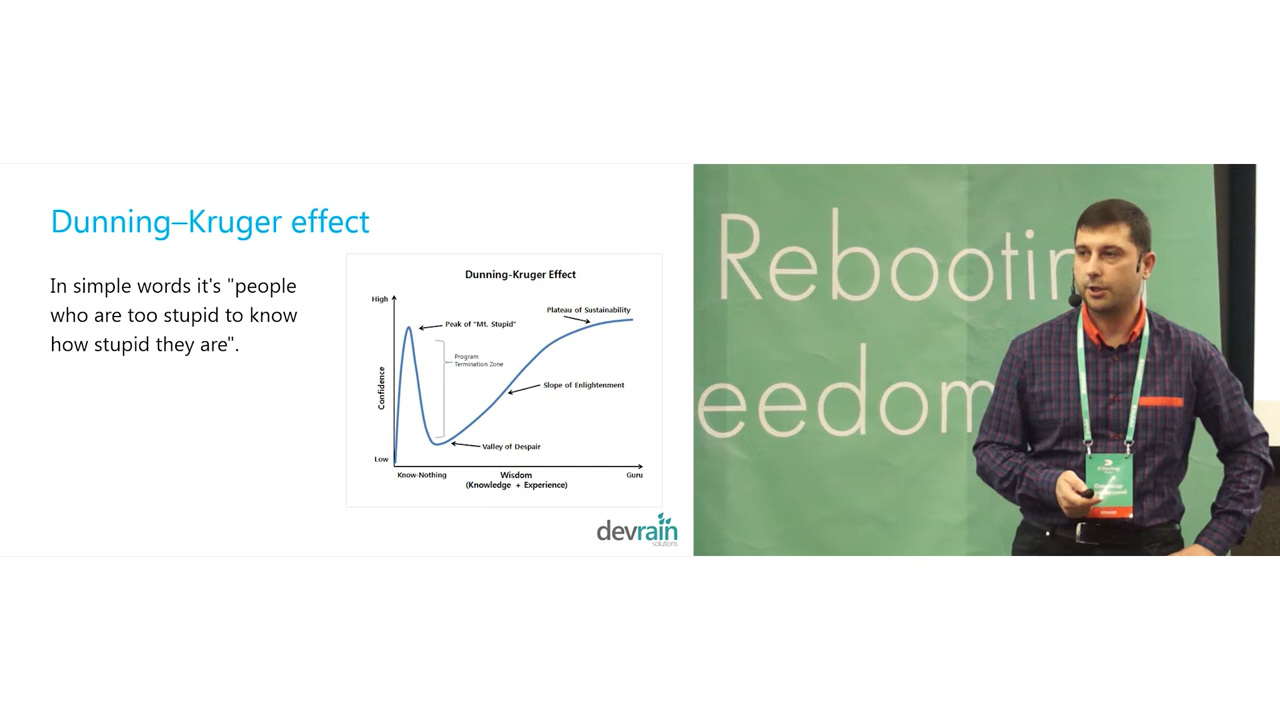 Dunning–Kruger effect
In simple words it's "people
who are too stupid to know
how stupid they are".
Dunning-Kruger Effect
High
Plateau of Sustainability
Peak of “Mt. Stupid”
Program
Termination Zone
Confidence
Slope of Enlightenment
Valley of Despair
Low
Know-Nothing
Wisdom
(Knowledge + Experience)
Guru
devrain
solutions
Rebootin
eedom